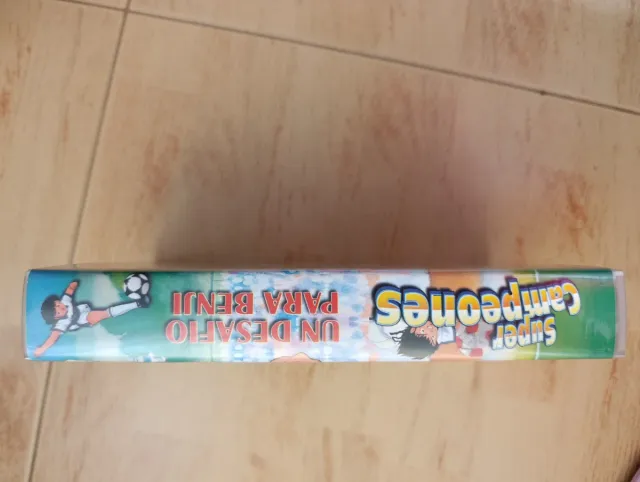 Super
Campeones
UN DESAFIO
PARA BENJI